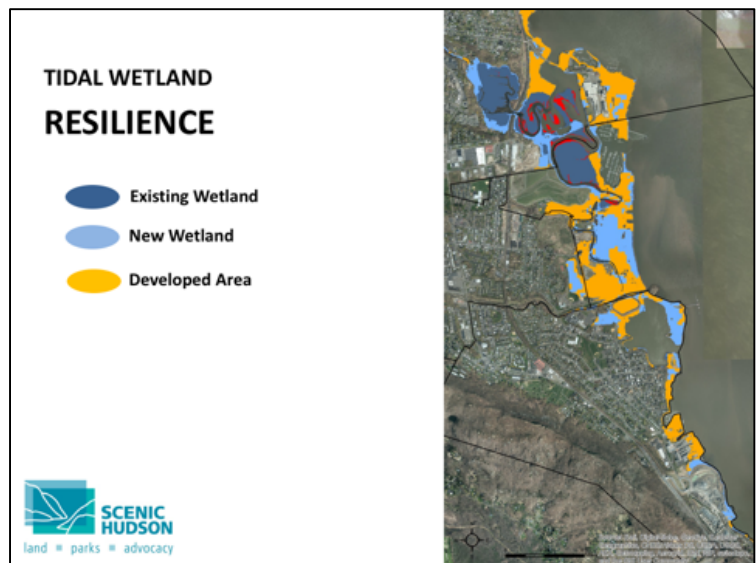 TIDAL WETLAND
RESILIENCE
Existing Wetland
New Wetland
Developed Area
SCENIC
HUDSON
land ■ parks ■ advocacy